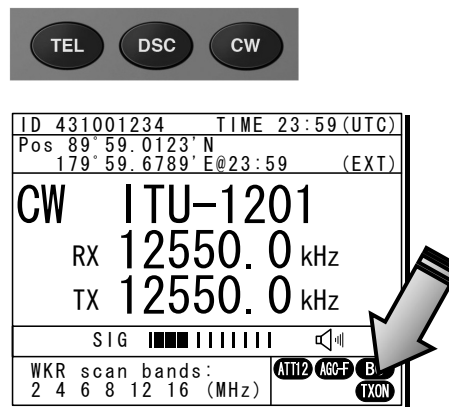 TEL DSC CW
ID 431001234 TIME 23:59(UTC)
Pos 89°59.0123'N
179°59.6789'E@23:59 (EXT)
CW ITU-1201
RX 12550.0 kHz
TX 12550.0 kHz
SIG
WKR scan bands: ATT12 AGC-F
2 4 6 8 12 16 (MHz) TXON